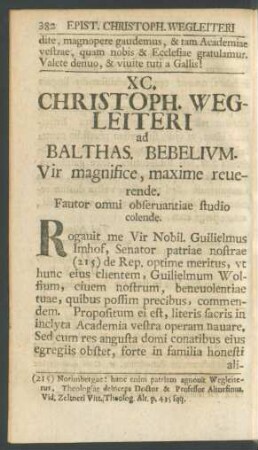 382 EPIST. CHRISTOPH. WEGLEITERI
dite, magnopere gaudemus, & tam Academiae
vestrae, quam nobis & Ecclesiae gratulamur.
Valete denuo, & viuite tuti a Gallis!
XC.
CHRISTOPH. WEG-
LEITERI
ad
BALTHAS. BEBELIVM.
Vir magnifice, maxime reue-
rende.
Fautor omni obseruantiae studio
colende.
Rogauit me Vir Nobil. Guilielmus
Imhof, Senator patriae nostrae
(215) de Rep. optime meritus, vt
hunc eius clientem, Guilielmum Wol-
fium, ciuem nostrum, beneuolentiae
tuae, quibus possim precibus, commen-
dem. Propositum ei est, literis sacris in
inclyta Academia vestra operam nauare.
Sed cum res angusta domi conatibus eius
egregiis obstet, forte in familia honesti
ali-
(215) Norimbergae: hanc enim patriam agnouit Wegleite-
rus, Theologiae deinceps Doctor & Professor Altorfinus.
Vid. Zeltneri Vitt. Theolog. Alt. p. 435 sqq.